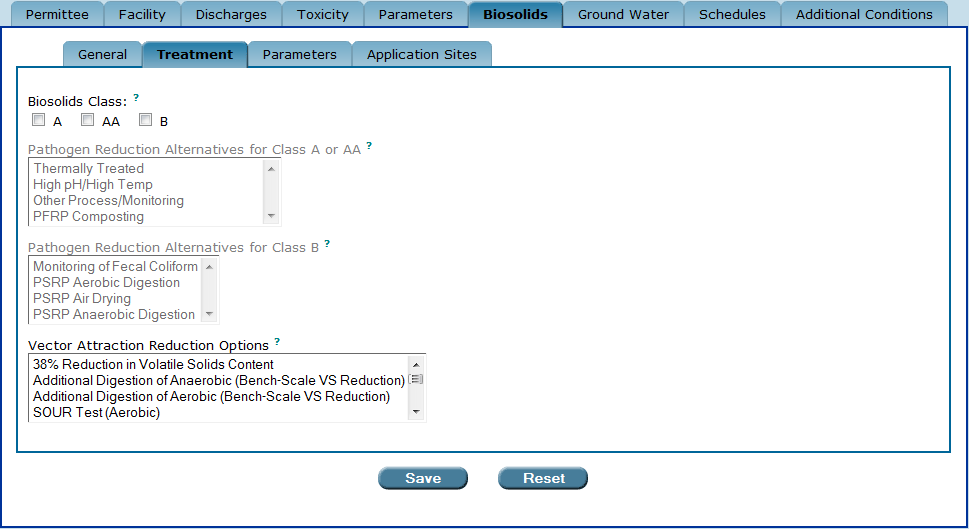 Permittee Facility Discharges Toxicity Parameters Biosolids Ground Water Schedules Additional Conditions
General Treatment Parameters Application Sites
Biosolids Class: ?
A AA B
Pathogen Reduction Alternatives for Class A or AA ?
Thermally Treated
High pH/High Temp
Other Process/Monitoring
PFRP Composting
Pathogen Reduction Alternatives for Class B ?
Monitoring of Fecal Coliform
PSRP Aerobic Digestion
PSRP Air Drying
PSRP Anaerobic Digestion
Vector Attraction Reduction Options ?
38% Reduction in Volatile Solids Content
Additional Digestion of Anaerobic (Bench-Scale VS Reduction)
Additional Digestion of Aerobic (Bench-Scale VS Reduction)
SOUR Test (Aerobic)
Save Reset